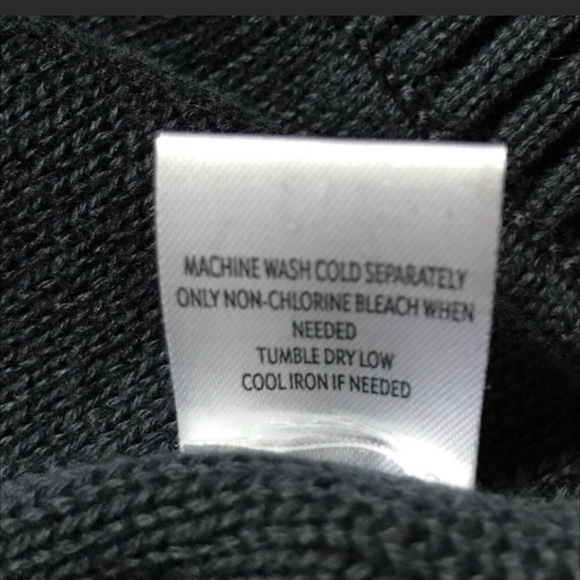 MACHINE WASH COLD SEPARATELY
ONLY NON-CHLORINE BLEACH WHEN
NEEDED
TUMBLE DRY LOW
COOL IRON IF NEEDED